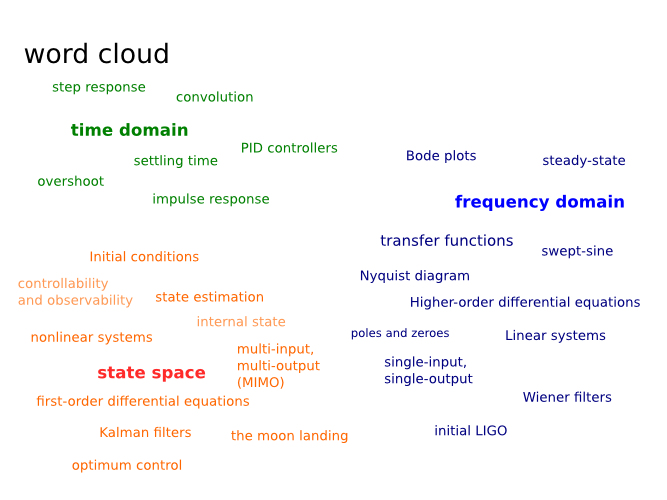 word cloud
step response
convolution
time domain
PID controllers
settling time
overshoot
impulse response
Bode plots
steady-state
frequency domain
transfer functions
swept-sine
Nyquist diagram
Higher-order differential equations
poles and zeroes
Linear systems
single-input,
single-output
Wiener filters
initial LIGO
Initial conditions
controllability
and observability
state estimation
internal state
nonlinear systems
multi-input,
multi-output
(MIMO)
state space
first-order differential equations
Kalman filters
the moon landing
optimum control